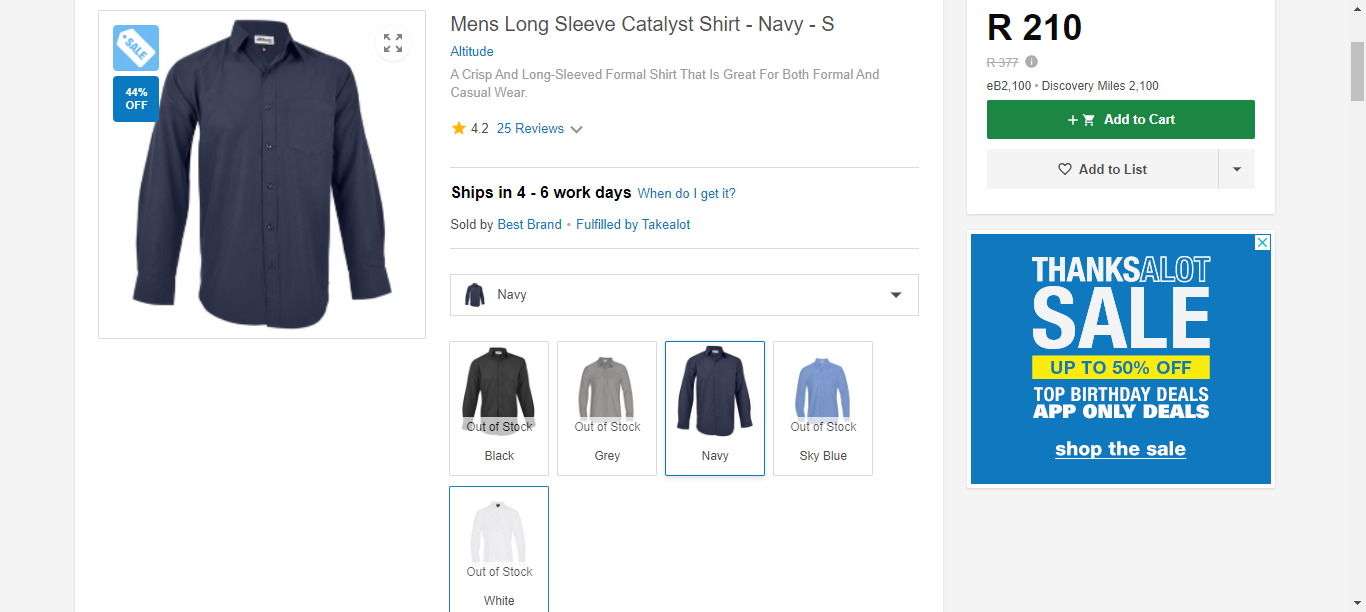 SALE
44%
OFF
Mens Long Sleeve Catalyst Shirt - Navy - S
Altitude
A Crisp And Long-Sleeved Formal Shirt That Is Great For Both Formal And
Casual Wear.
4.2 25 Reviews
Ships in 4 - 6 work days When do I get it?
Sold by Best Brand • Fulfilled by Takealot
Navy
Out of Stock
Black
Out of Stock
Grey
Navy
Out of Stock
Sky Blue
Out of Stock
White
R 210
R 377
eB2,100 • Discovery Miles 2,100
+ Add to Cart
Add to List
THANKSALOT
SALE
UP TO 50% OFF
TOP BIRTHDAY DEALS
APP ONLY DEALS
shop the sale